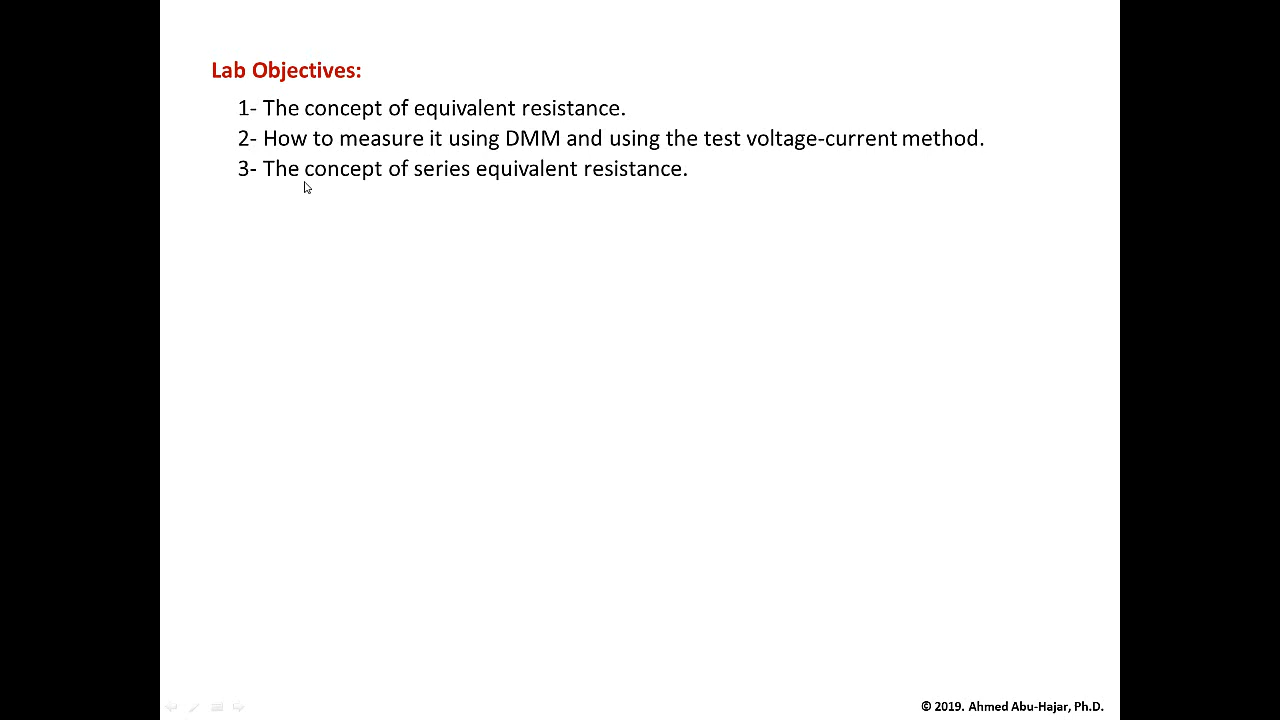 Lab Objectives:
1- The concept of equivalent resistance.
2- How to measure it using DMM and using the test voltage-current method.
3- The concept of series equivalent resistance.
© 2019. Ahmed Abu-Hajar, Ph.D.